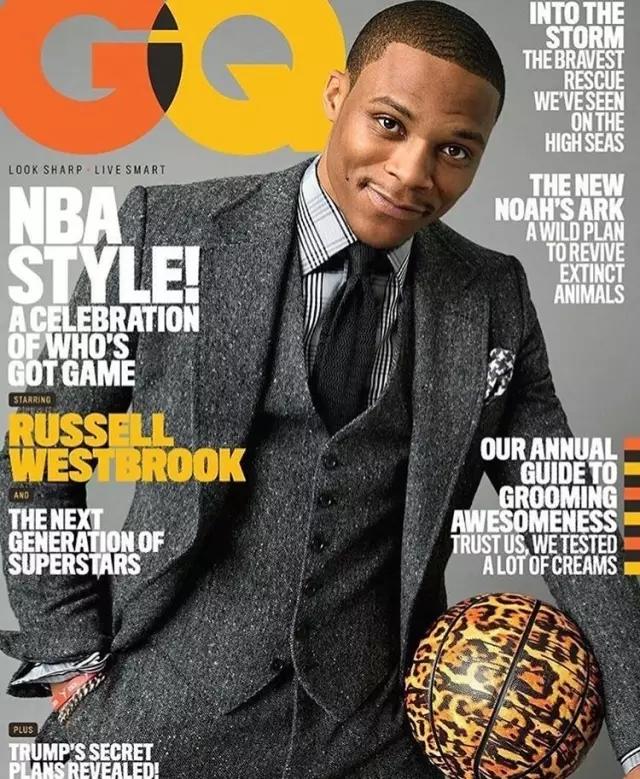 GQ
LOOK SHARP • LIVE SMART
NBA
STYLE!
A CELEBRATION
OF WHO'S
GOT GAME
STARRING
RUSSELL
WESTBROOK
AND
THE NEXT
GENERATION OF
SUPERSTARS
PLUS
TRUMP'S SECRET
PLANS REVEALED!
INTO THE
STORM
THE BRAVEST
RESCUE
WE'VE SEEN
ON THE
HIGH SEAS
THE NEW
NOAH'S ARK
A WILD PLAN
TO REVIVE
EXTINCT
ANIMALS
OUR ANNUAL
GUIDE TO
GROOMING
AWESOMENESS
TRUST US, WE TESTED
A LOT OF CREAMS